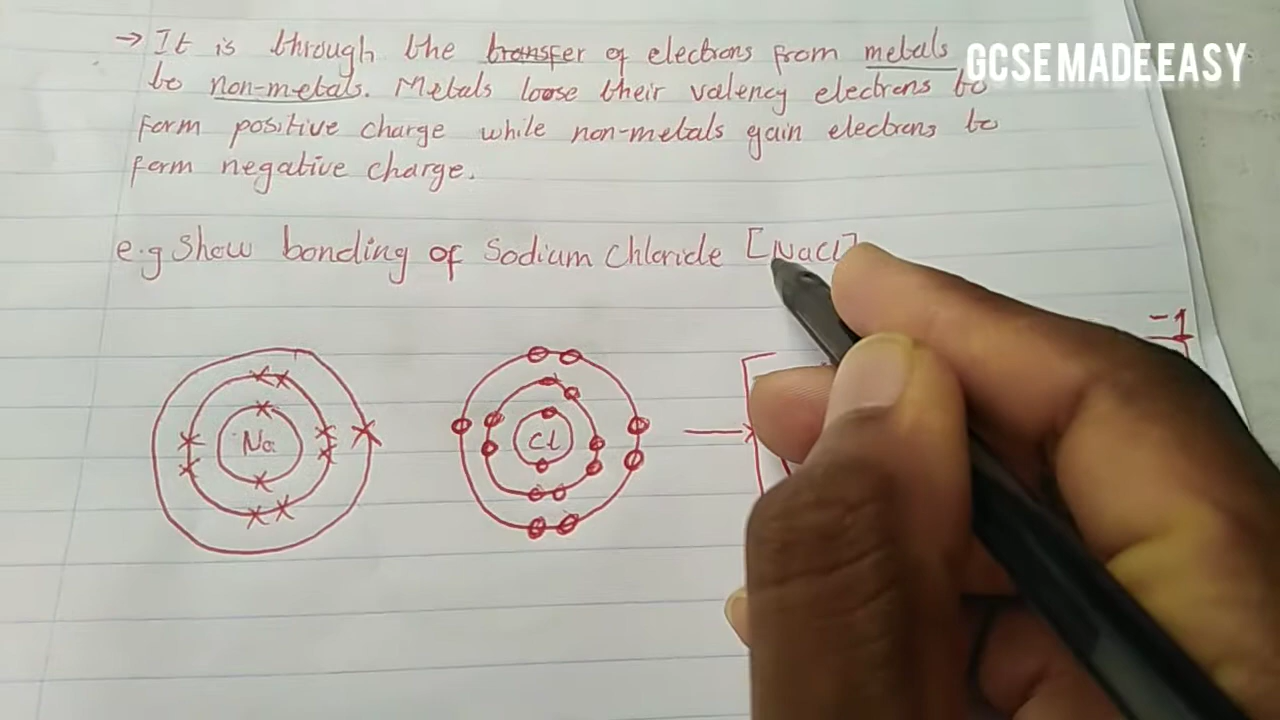 → It is through the transfer of electrons from metals
GCSE MADE EASY
to non-metals. Metals loose their valency electrons to
form positive charge while non-metals gain electrons to
form negative charge.
e.g Show bonding of Sodium Chloride [NaCl]
-1
Na
Cl